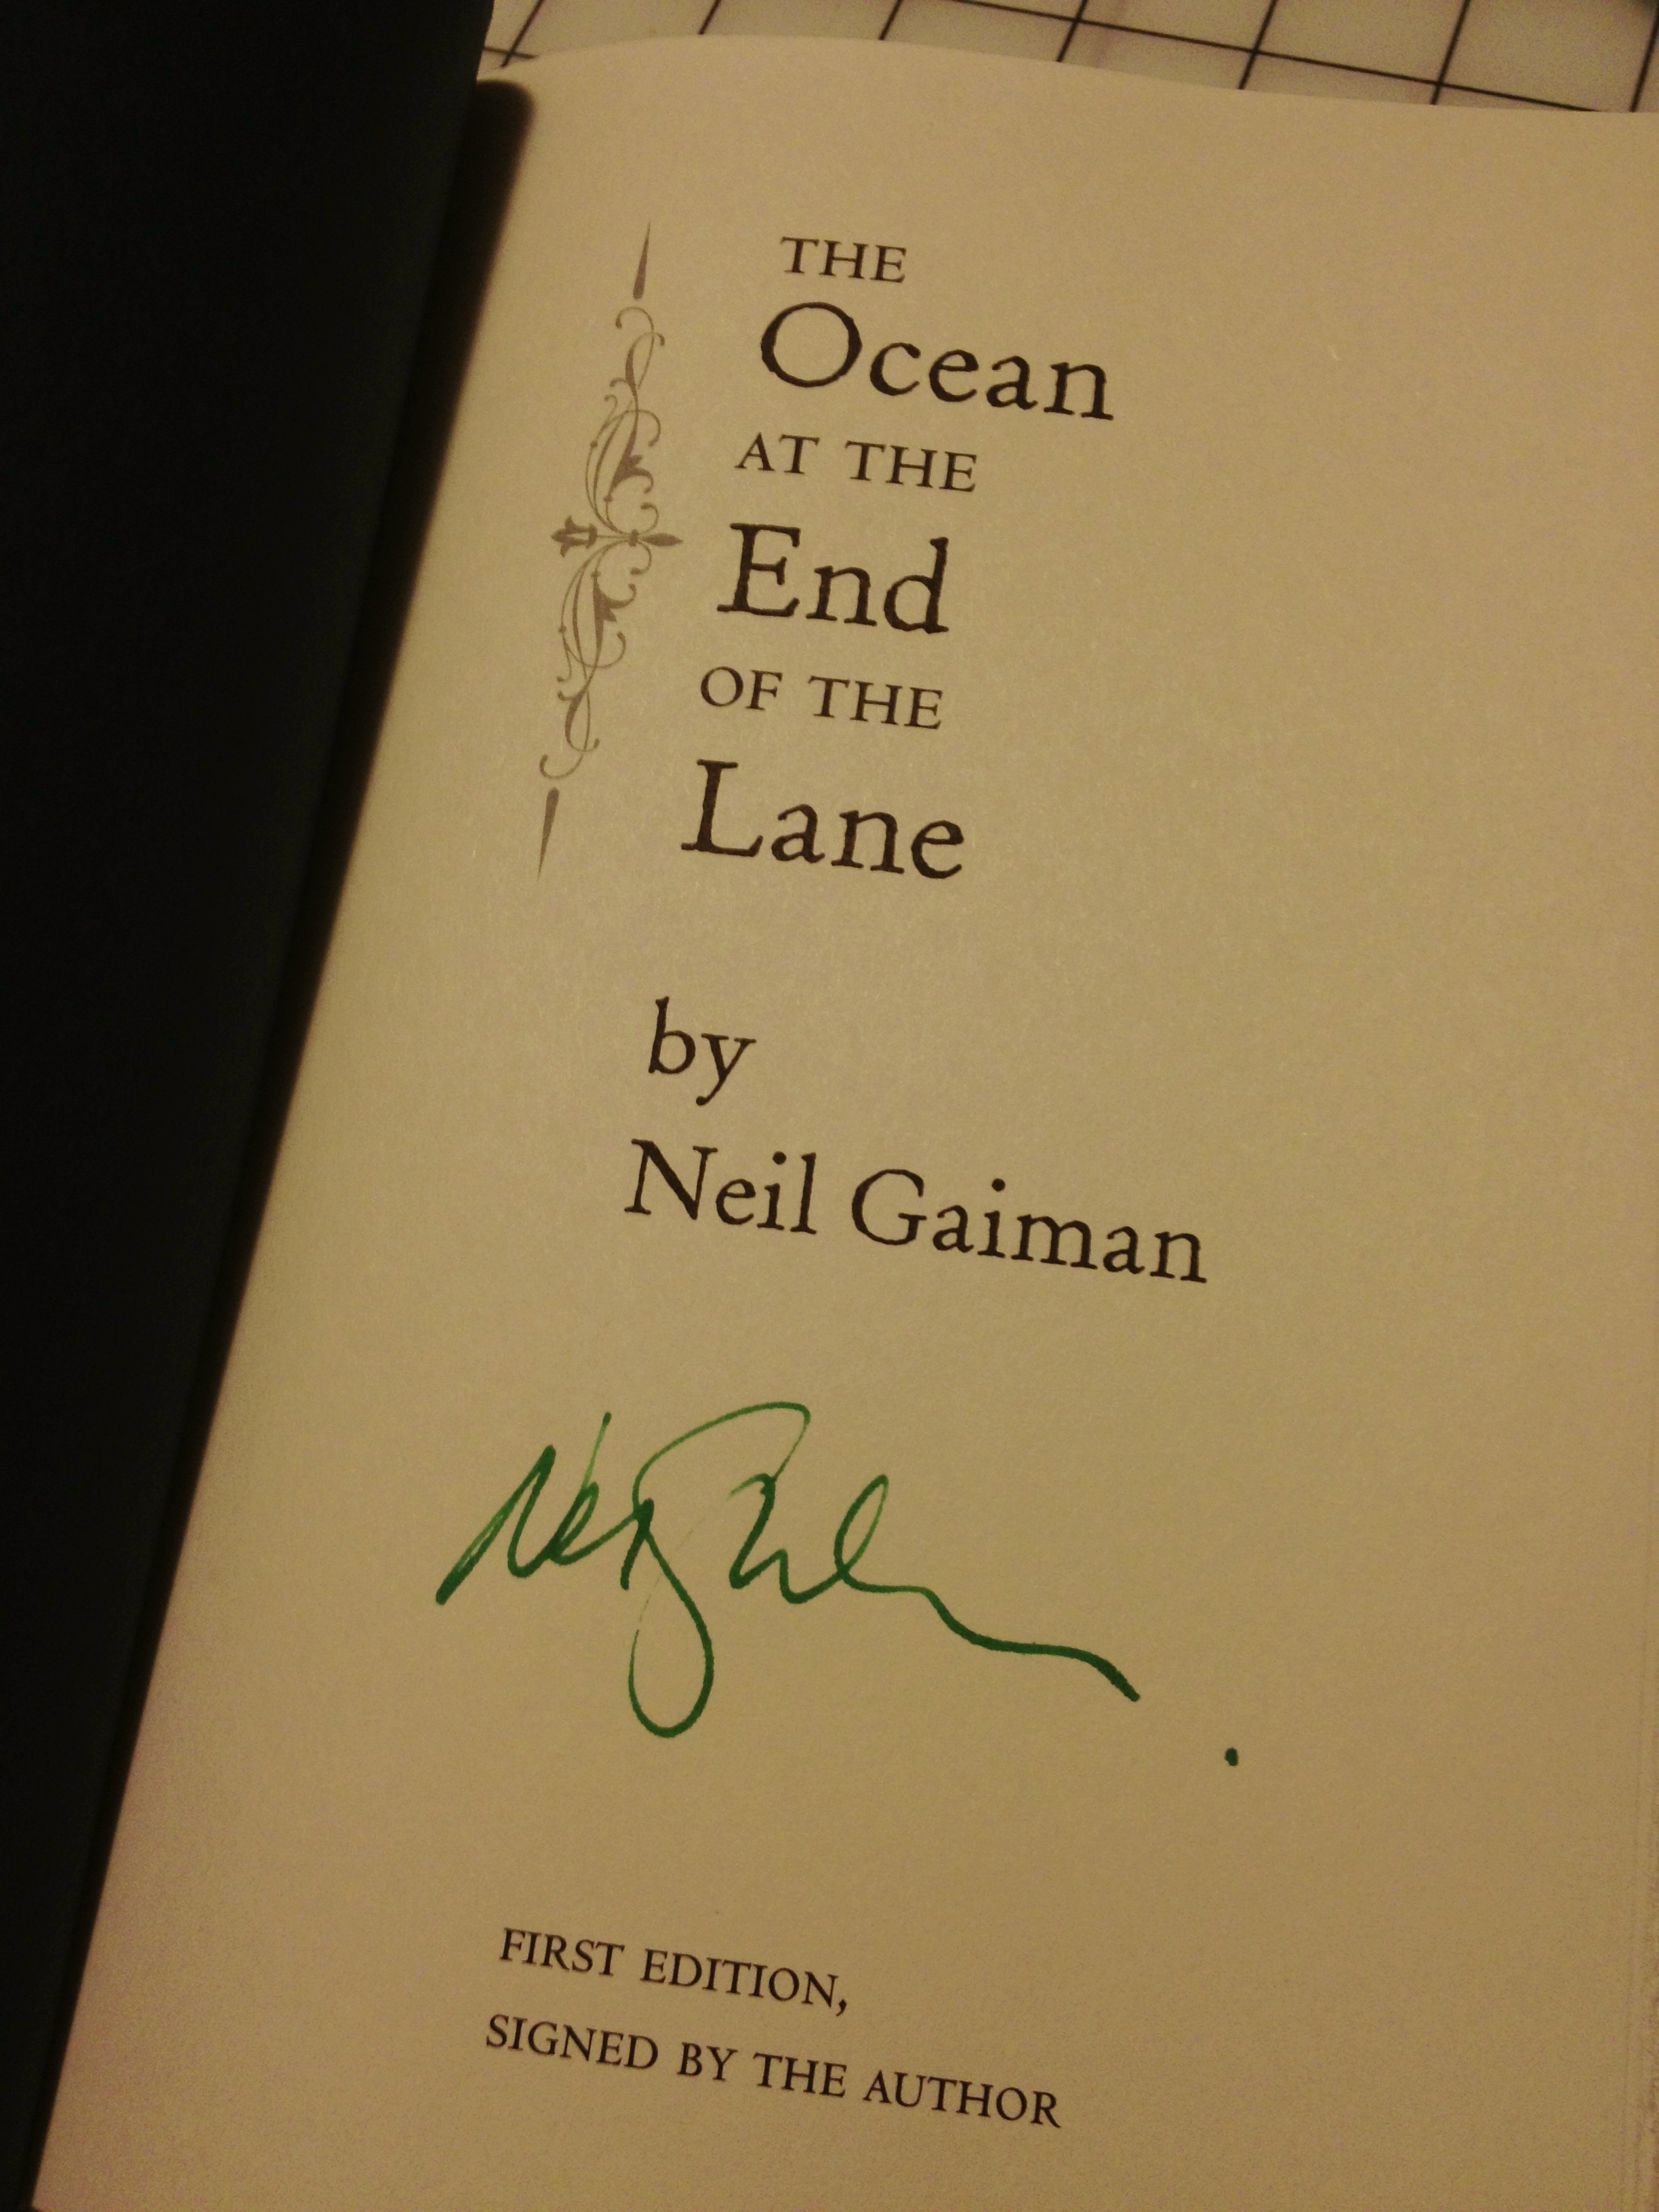 THE
Ocean
AT THE
End
OF THE
Lane
by
Neil Gaiman
FIRST EDITION,
SIGNED BY THE AUTHOR